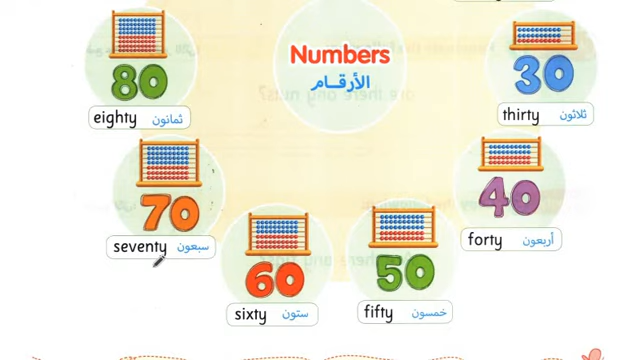 Numbers
الأرقـام
80
eighty ثمانون
30
thirty ثلاثون
70
seventy سبعون
40
forty أربعون
60
sixty ستون
50
fifty خمسون